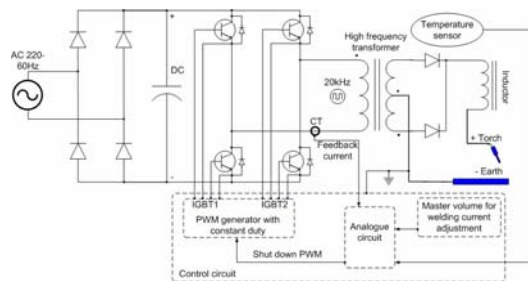 Temperature
sensor
High frequency
transformer
AC 220-
60Hz
DC
+
-
20kHz
Inductor
CT
Feedback
current
+ Torch
- Earth
IGBT1
IGBT2
PWM generator with
constant duty
Analogue
circuit
Master volume for
welding current
adjustment
Shut down PWM
Control circuit